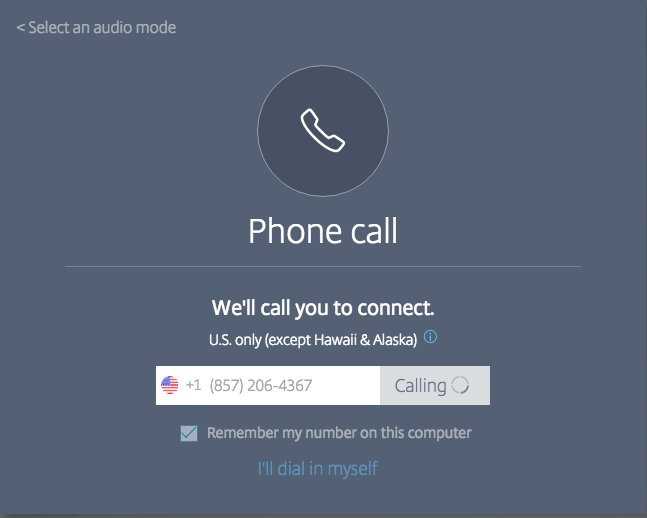 < Select an audio mode
Phone call
We'll call you to connect.
U.S. only (except Hawaii & Alaska) ⓘ
+1 (857) 206-4367 Calling
Remember my number on this computer
I'll dial in myself